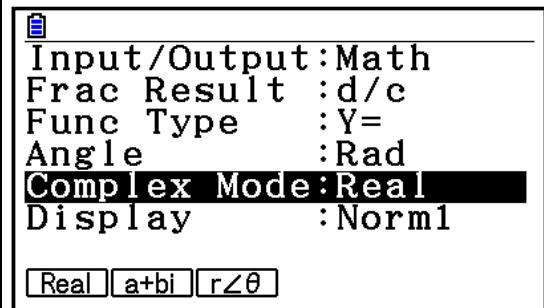 Input/Output:Math
Frac Result :d/c
Func Type :Y=
Angle :Rad
Complex Mode:Real
Display :Norm1
Real a+bi r∠θ